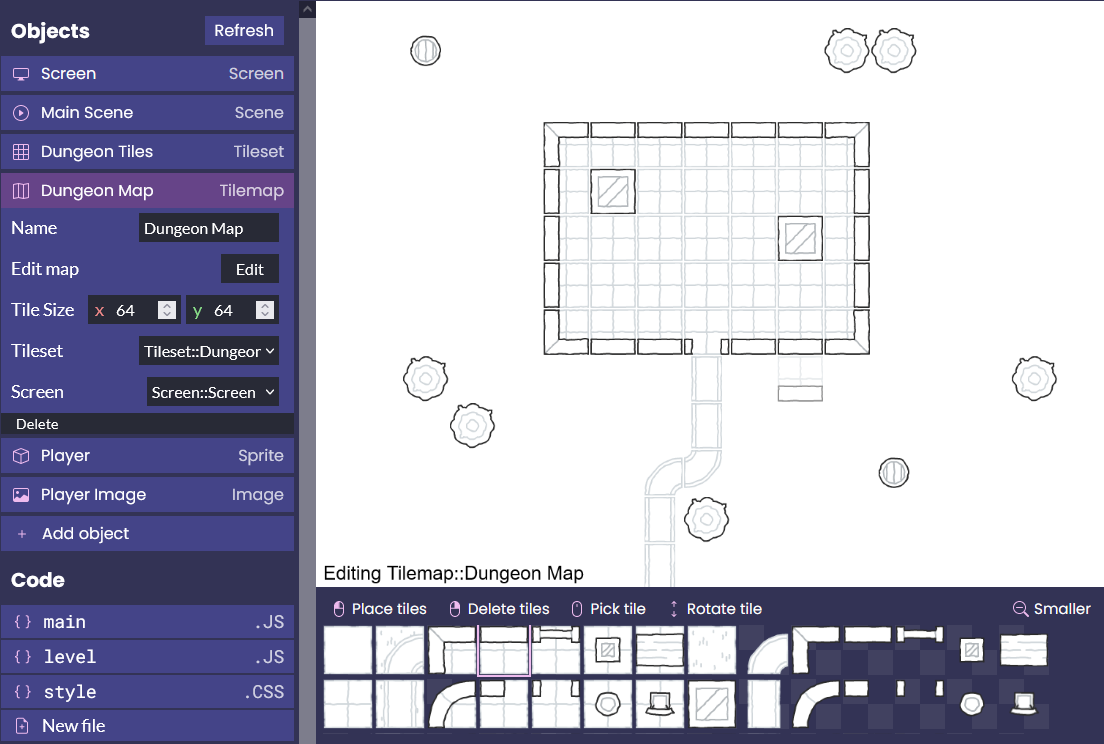 Objects
Refresh
Screen Screen
Main Scene Scene
Dungeon Tiles Tileset
Dungeon Map Tilemap
Name Dungeon Map
Edit map Edit
Tile Size x 64 y 64
Tileset Tileset::Dungeor
Screen Screen::Screen
Delete
Player Sprite
Player Image Image
+ Add object
Code
{} main .JS
{} level .JS
{} style .CSS
New file
Editing Tilemap::Dungeon Map
Place tiles Delete tiles Pick tile Rotate tile Smaller